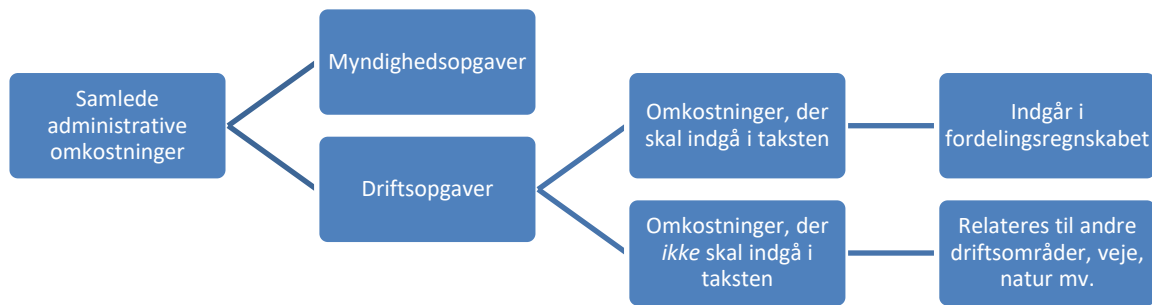 Samlede
administrative
omkostninger
Myndighedsopgaver
Driftsopgaver
Omkostninger, der
skal indgå i taksten
Omkostninger, der
ikke skal indgå i
taksten
Indgår i
fordelingsregnskabet
Relateres til andre
driftsområder, veje,
natur mv.